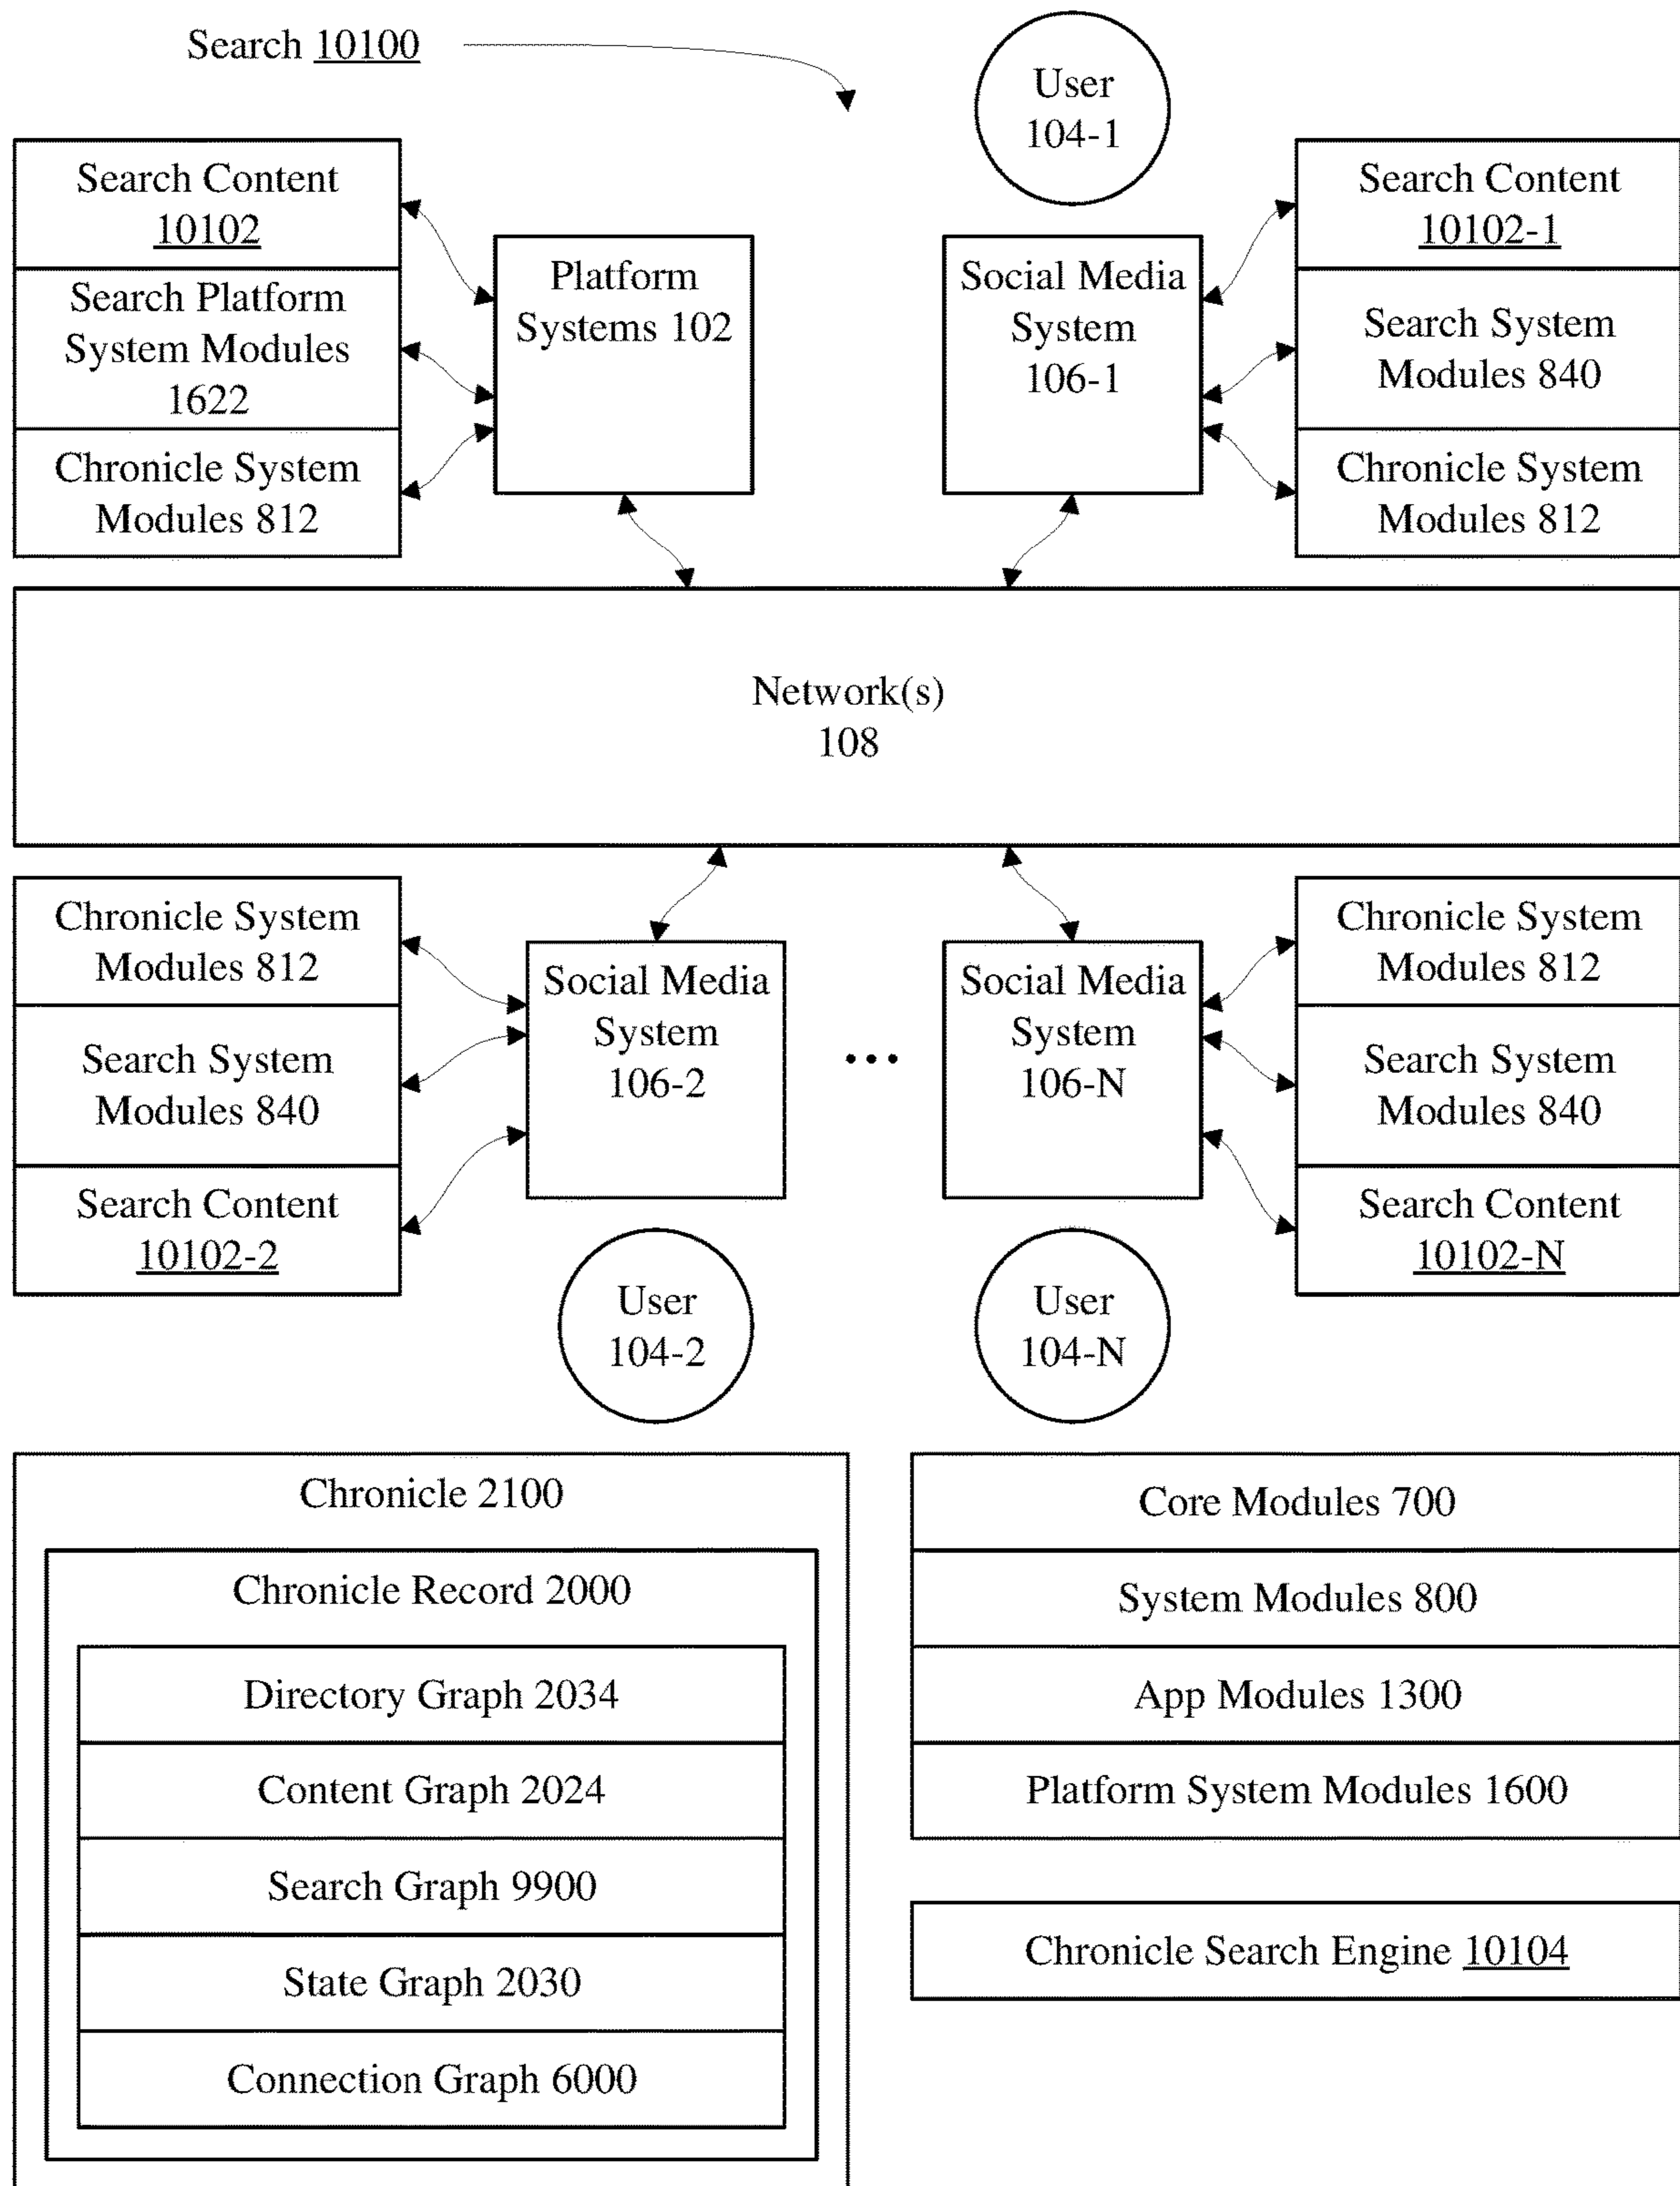 Search 10100
User
104-1
Search Content
10102
Search Platform
System Modules
1622
Chronicle System
Modules 812
Platform
Systems 102
Social Media
System
106-1
Search Content
10102-1
Search System
Modules 840
Chronicle System
Modules 812
Network(s)
108
Chronicle System
Modules 812
Search System
Modules 840
Search Content
10102-2
Social Media
System
106-2
...
Social Media
System
106-N
Chronicle System
Modules 812
Search System
Modules 840
Search Content
10102-N
User
104-2
User
104-N
Chronicle 2100
Chronicle Record 2000
Directory Graph 2034
Content Graph 2024
Search Graph 9900
State Graph 2030
Connection Graph 6000
Core Modules 700
System Modules 800
App Modules 1300
Platform System Modules 1600
Chronicle Search Engine 10104